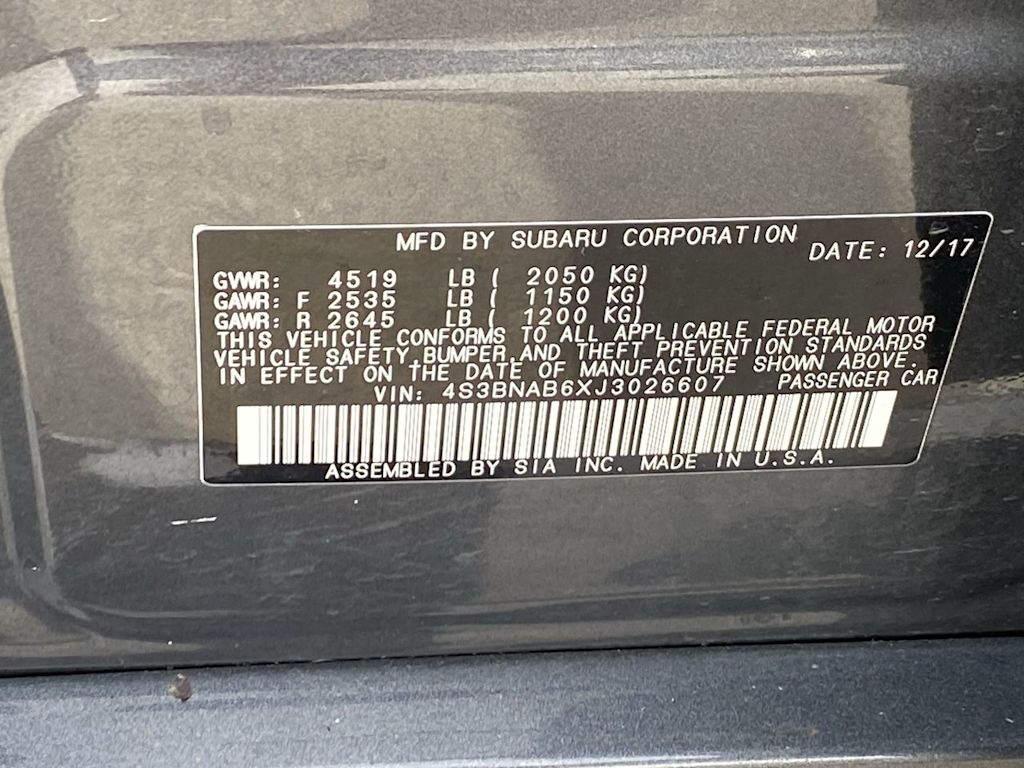 MFD BY SUBARU CORPORATION DATE: 12/17
GVWR: 4519 LB ( 2050 KG)
GAWR: F 2535 LB ( 1150 KG)
GAWR: R 2645 LB ( 1200 KG)
THIS VEHICLE CONFORMS TO ALL APPLICABLE FEDERAL MOTOR
VEHICLE SAFETY,BUMPER,AND THEFT PREVENTION STANDARDS
IN EFFECT ON THE DATE OF MANUFACTURE SHOWN ABOVE.
VIN: 4S3BNAB6XJ3026607 PASSENGER CAR
ASSEMBLED BY SIA INC. MADE IN U.S.A.